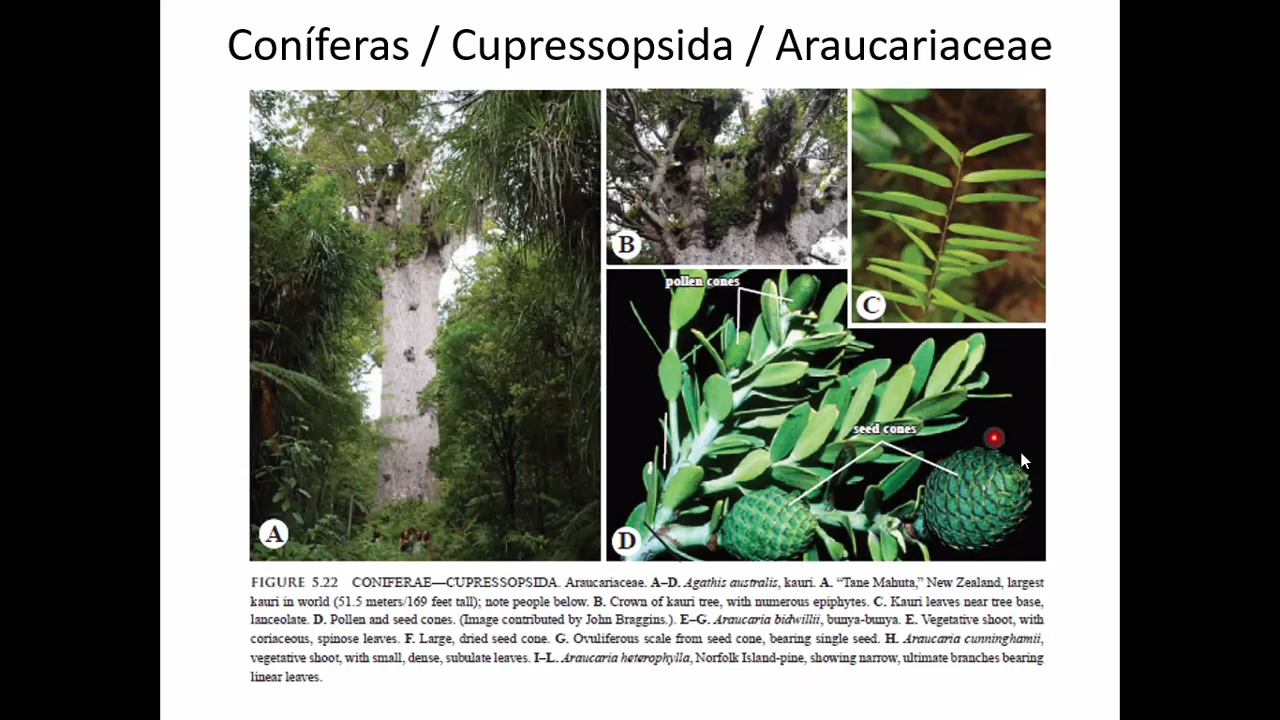 Coníferas / Cupressopsida / Araucariaceae
A
B
C
pollen cones
seed cones
D
FIGURE 5.22 CONIFERAE—CUPRESSOPSIDA. Araucariaceae. A–D. Agathis australis, kauri. A. “Tane Mahuta,” New Zealand, largest
kauri in world (51.5 meters/169 feet tall); note people below. B. Crown of kauri tree, with numerous epiphytes. C. Kauri leaves near tree base,
lanceolate. D. Pollen and seed cones. (Image contributed by John Braggins.). E–G. Araucaria bidwillii, bunya-bunya. E. Vegetative shoot, with
coriaceous, spinose leaves. F. Large, dried seed cone. G. Ovuliferous scale from seed cone, bearing single seed. H. Araucaria cunninghamii,
vegetative shoot, with small, dense, subulate leaves. I–L. Araucaria heterophylla, Norfolk Island-pine, showing narrow, ultimate branches bearing
linear leaves.